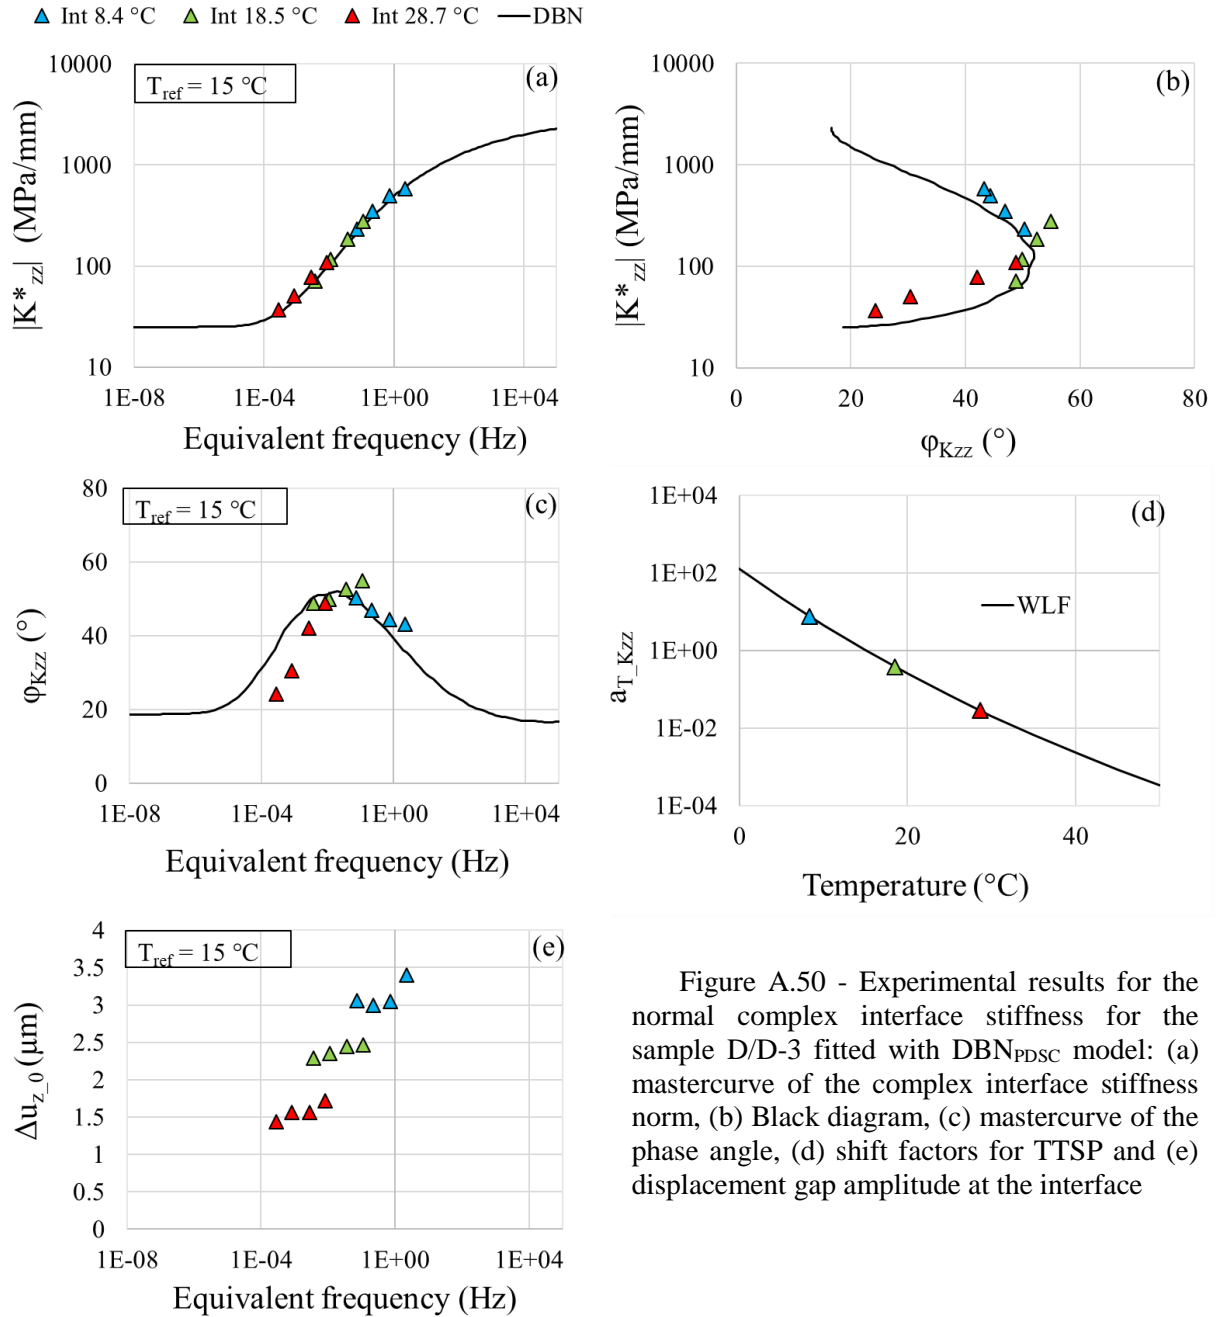 Int 8.4 °C Int 18.5 °C Int 28.7 °C DBN
(a)
T_ref = 15 °C
|K*_zz| (MPa/mm)
10000
1000
100
10
1E-08 1E-04 1E+00 1E+04
Equivalent frequency (Hz)
(b)
|K*_zz| (MPa/mm)
10000
1000
100
10
0 20 40 60 80
φ_Kzz (°)
(c)
T_ref = 15 °C
φ_Kzz (°)
80
60
40
20
0
1E-08 1E-04 1E+00 1E+04
Equivalent frequency (Hz)
(d)
a_T_Kzz
1E+04
1E+02
1E+00
1E-02
1E-04
WLF
0 20 40
Temperature (°C)
(e)
T_ref = 15 °C
Δu_z_0 (μm)
4
3.5
3
2.5
2
1.5
1
0.5
0
1E-08 1E-04 1E+00 1E+04
Equivalent frequency (Hz)
Figure A.50 - Experimental results for the
normal complex interface stiffness for the
sample D/D-3 fitted with DBN_PDSC model: (a)
mastercurve of the complex interface stiffness
norm, (b) Black diagram, (c) mastercurve of the
phase angle, (d) shift factors for TTSP and (e)
displacement gap amplitude at the interface